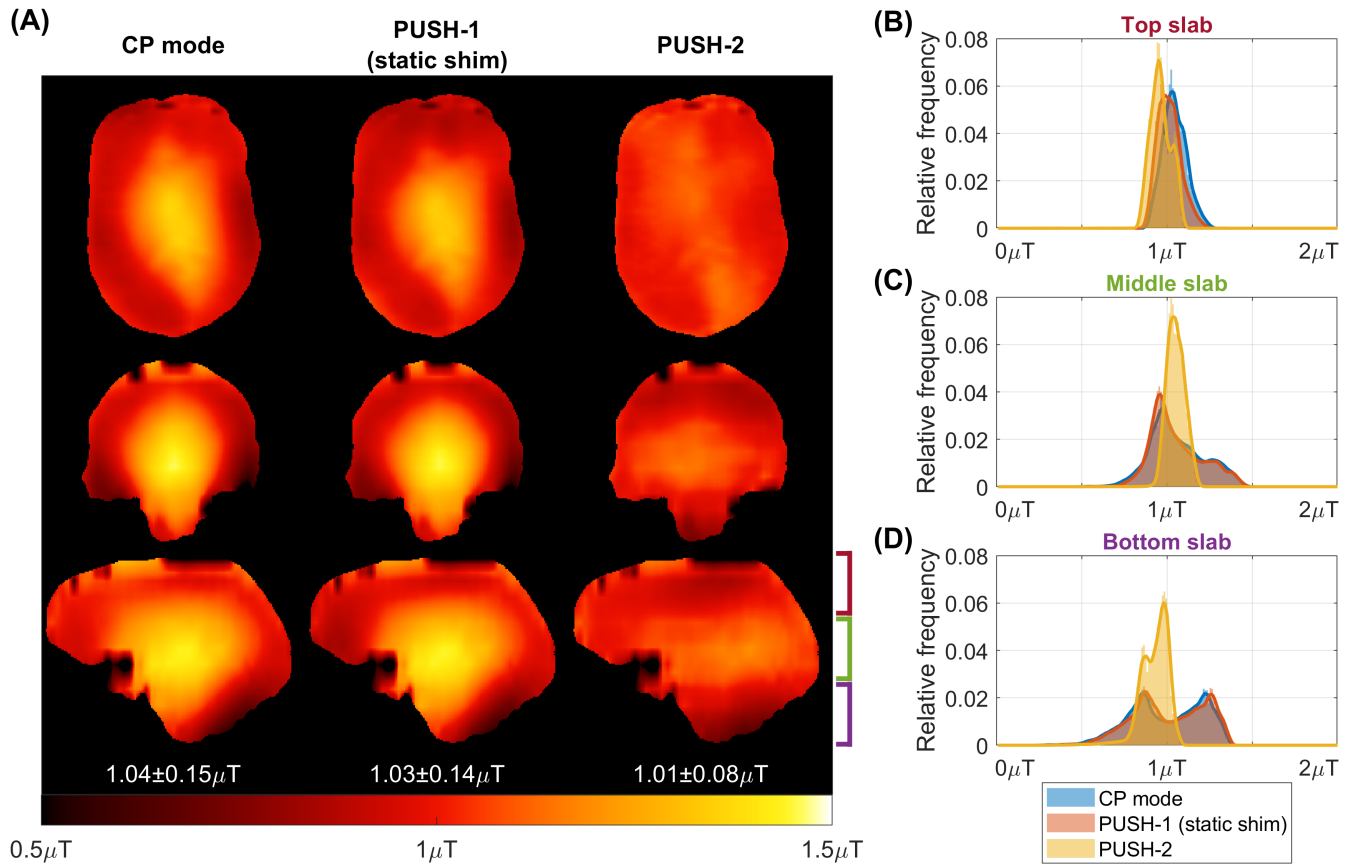 (A)
CP mode
PUSH-1
(static shim)
PUSH-2
1.04±0.15μT
1.03±0.14μT
1.01±0.08μT
0.5μT
1μT
1.5μT
(B)
Top slab
Relative frequency
0.08
0.06
0.04
0.02
0
0μT
1μT
2μT
(C)
Middle slab
Relative frequency
0.08
0.06
0.04
0.02
0
0μT
1μT
2μT
(D)
Bottom slab
Relative frequency
0.08
0.06
0.04
0.02
0
0μT
1μT
2μT
CP mode
PUSH-1 (static shim)
PUSH-2